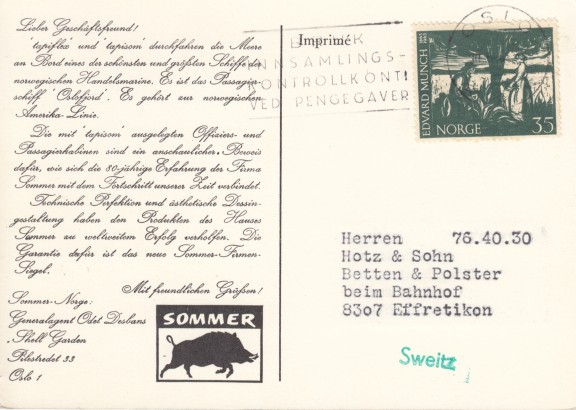 Lieber Geschäftsfreund!
"tapiflex" und "tapisom" durchfahren die Meere
an Bord eines der schönsten und größten Schiffe der
norwegischen Handelsmarine. Es ist das Passagier-
schiff "Oslofjord". Es gehört zur norwegischen
Amerika-Linie.
Die mit "tapisom" ausgelegten Offiziers- und
Passagierkabinen sind ein anschaulicher Beweis
dafür, wie sich die 80-jährige Erfahrung der Firma
Sommer mit dem Fortschritt unserer Zeit verbindet.
Technische Perfektion und ästhetische Dessin-
gestaltung haben den Produkten des Hauses
Sommer zu weltweitem Erfolg verholfen. Die
Garantie dafür ist das neue Sommer-Firmen-
Siegel.
Mit freundlichen Grüßen!
Sommer-Norge:
Generalagent Odet Desbans
Skell Garden
Pilestredet 33
Oslo 1
SOMMER
Imprimé
BRUK
INNSAMLINGS-
KONTROLLKONTI
VED PENGEGAVER
OSLO
EDVARD MUNCH
NORGE 35
Herren 76.40.30
Hotz & Sohn
Betten & Polster
beim Bahnhof
8307 Effretikon
Sweitz